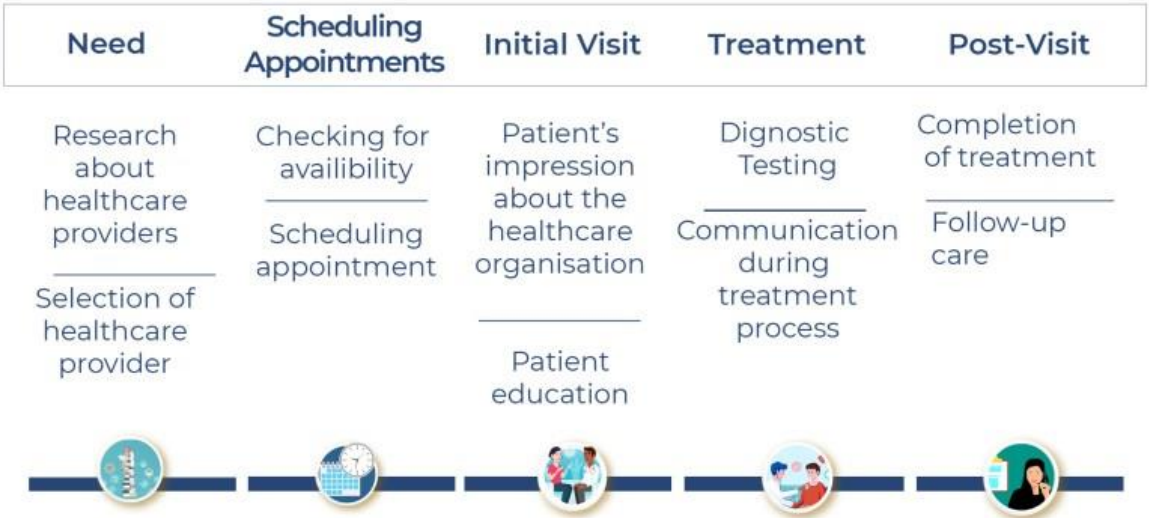 Need
Scheduling
Appointments
Initial Visit
Treatment
Post-Visit
Research
about
healthcare
providers
Selection of
healthcare
provider
Checking for
availibility
Scheduling
appointment
Patient's
impression
about the
healthcare
organisation
Patient
education
Dignostic
Testing
Communication
during
treatment
process
Completion
of treatment
Follow-up
care